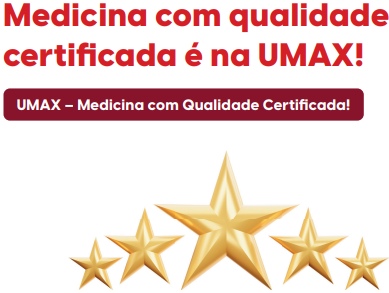 Medicina com qualidade
certificada é na UMAX!
UMAX – Medicina com Qualidade Certificada!